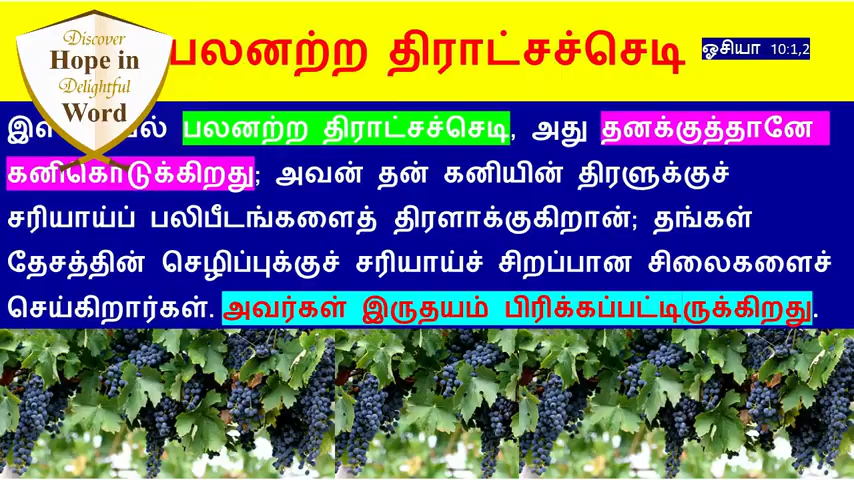 Discover
Hope in
Delightful
Word
பலனற்ற திராட்சச்செடி ஓசியா 10:1,2
பலனற்ற திராட்சச்செடி, அது தனக்குத்தானே
கனிகொடுக்கிறது; அவன் தன் கனியின் திரளுக்குச்
சரியாய்ப் பலிபீடங்களைத் திரளாக்குகிறான்; தங்கள்
தேசத்தின் செழிப்புக்குச் சரியாய்ச் சிறப்பான சிலைகளைச்
செய்கிறார்கள். அவர்கள் இருதயம் பிரிக்கப்பட்டிருக்கிறது.